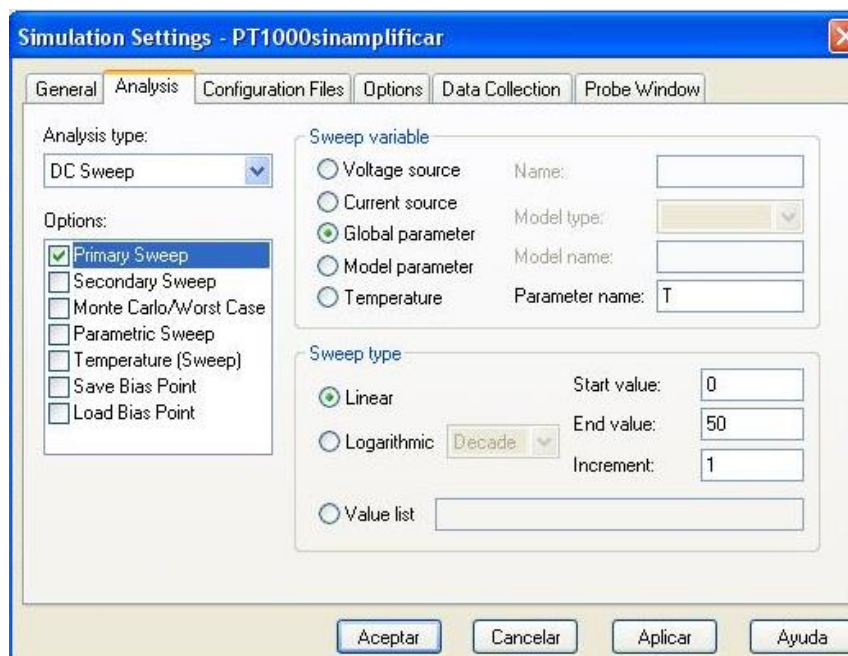 Simulation Settings - PT1000sinamplificar
General Analysis Configuration Files Options Data Collection Probe Window
Analysis type:
DC Sweep
Options:
Primary Sweep
Secondary Sweep
Monte Carlo/Worst Case
Parametric Sweep
Temperature (Sweep)
Save Bias Point
Load Bias Point
Sweep variable
Voltage source Name:
Current source
Model type:
Global parameter
Model name:
Model parameter
Temperature Parameter name: T
Sweep type
Start value: 0
Linear
End value: 50
Logarithmic Decade
Increment: 1
Value list
Aceptar Cancelar Aplicar Ayuda